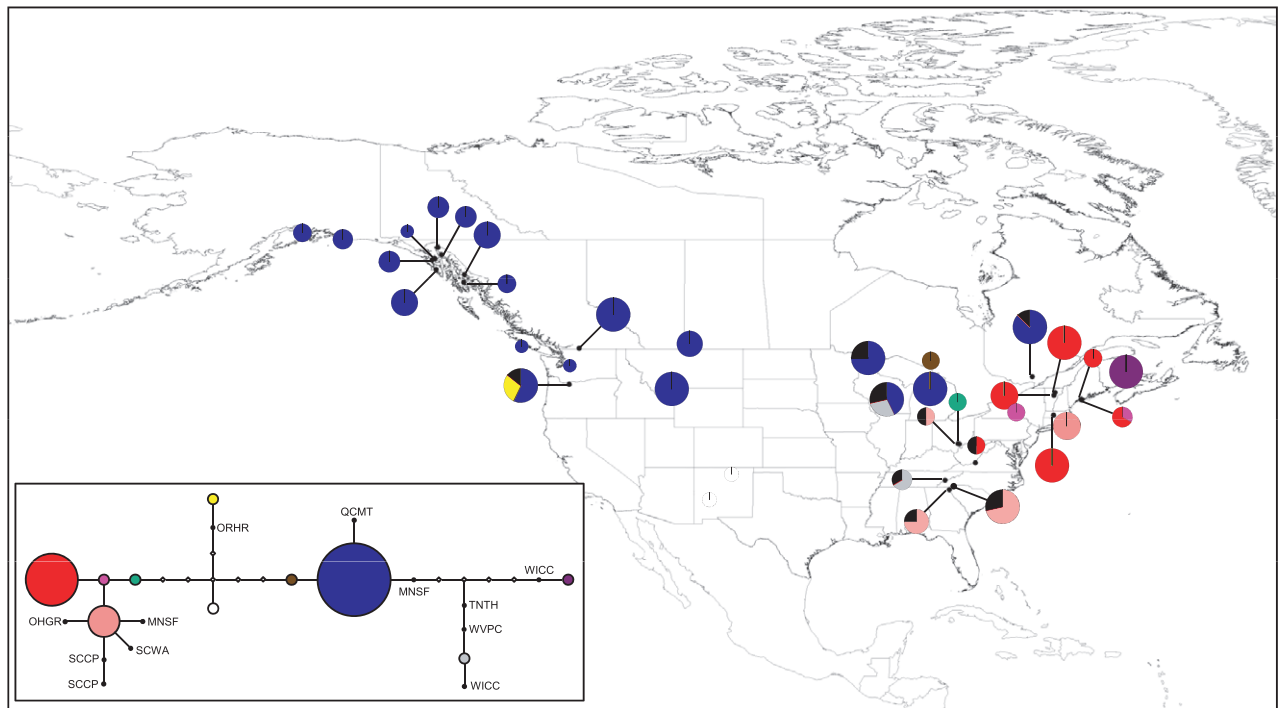 QCMT
ORHR
WICC
MNSF
TNTH
OHGR
MNSF
WVPC
SCWA
SCCP
SCCP
WICC